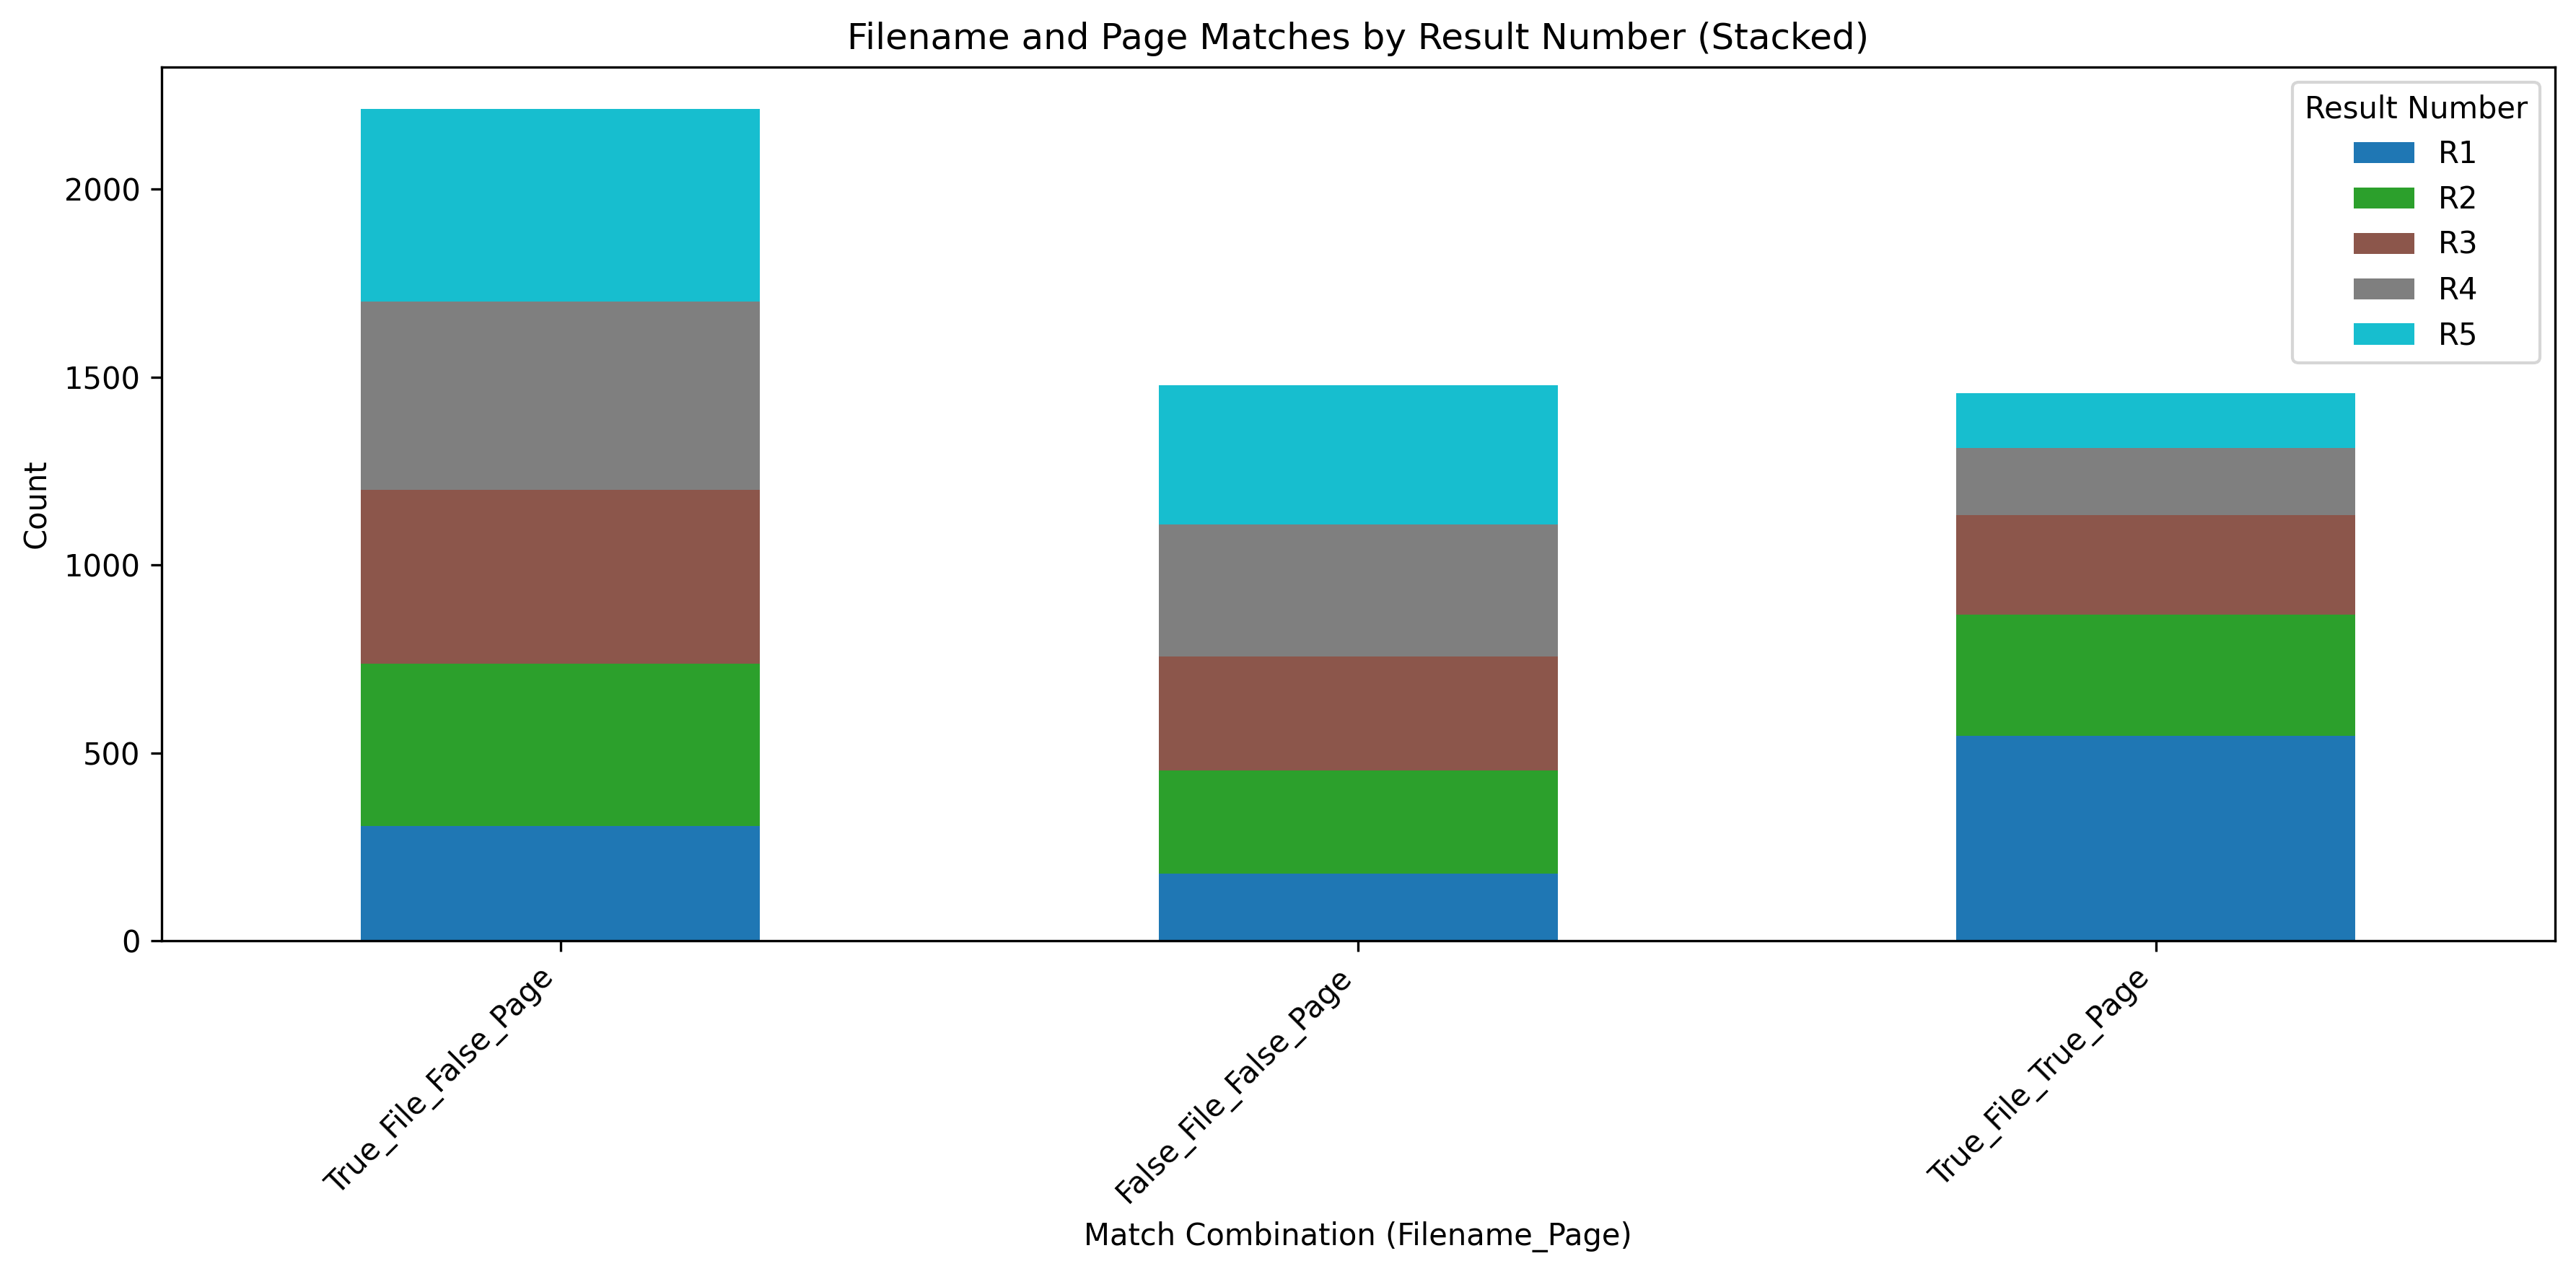 Filename and Page Matches by Result Number (Stacked)
Result Number
R1
R2
R3
R4
R5
Count
2000
1500
1000
500
0
True_File_False_Page
False_File_False_Page
True_File_True_Page
Match Combination (Filename_Page)